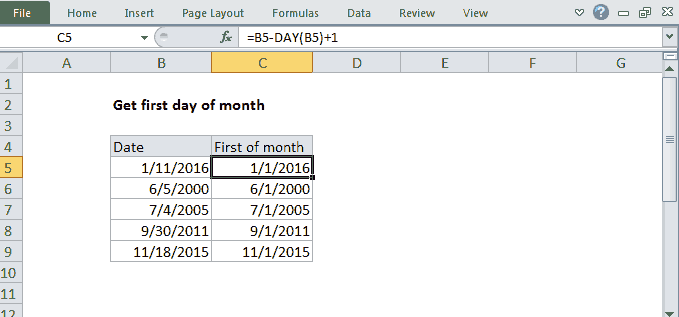 File Home Insert Page Layout Formulas Data Review View
C5 fx =B5-DAY(B5)+1
A B C D E F G
1
2 Get first day of month
3
4 Date First of month
5 1/11/2016 1/1/2016
6 6/5/2000 6/1/2000
7 7/4/2005 7/1/2005
8 9/30/2011 9/1/2011
9 11/18/2015 11/1/2015
10
11
12